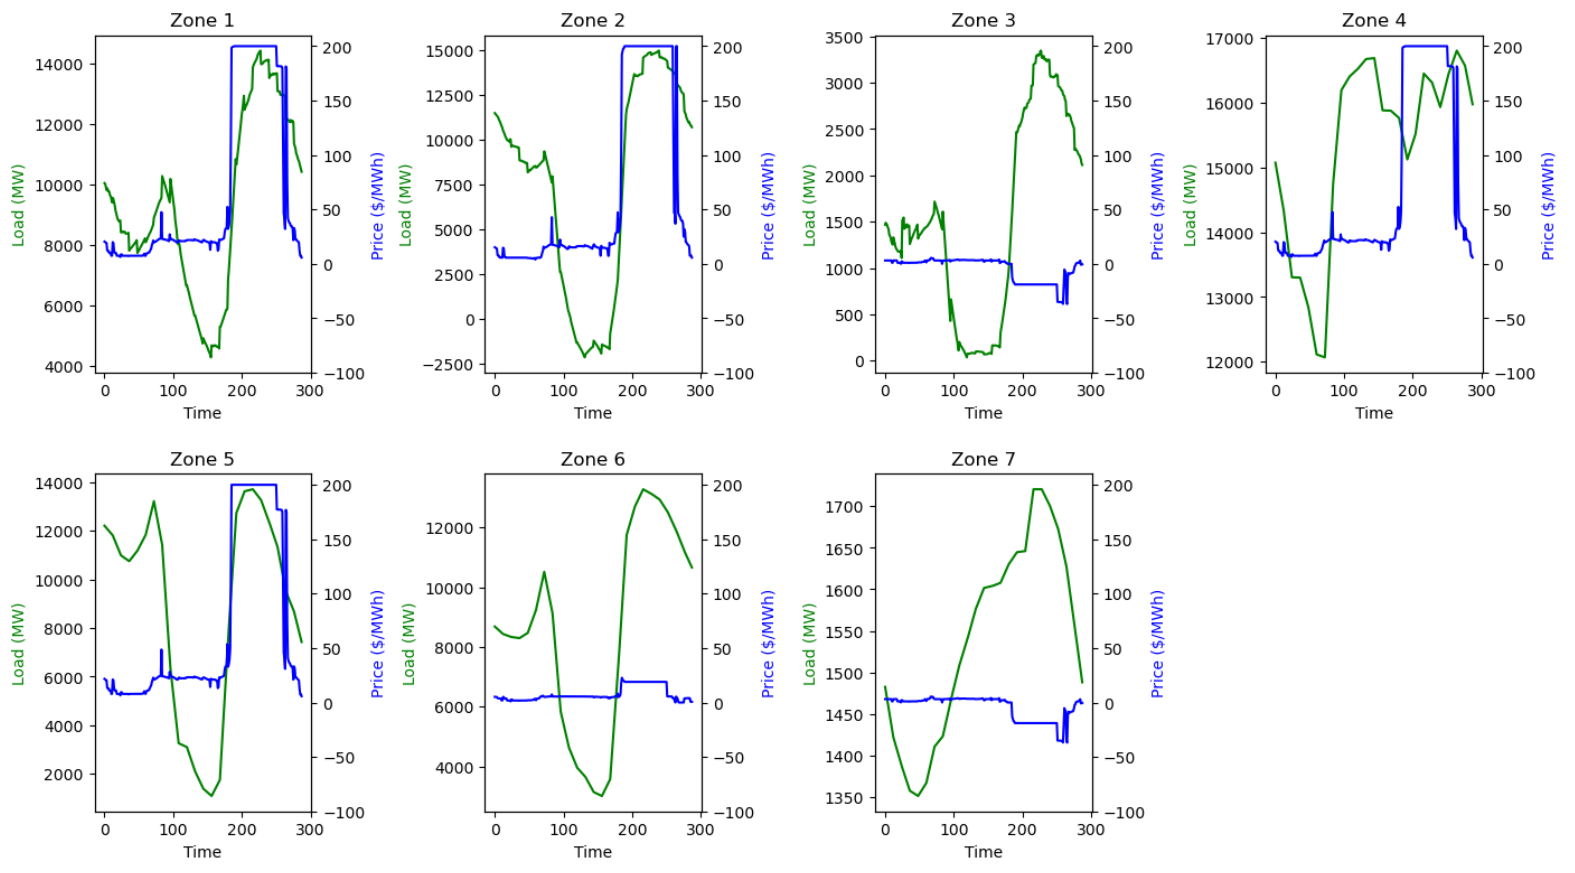 Zone 1
14000
12000
10000
8000
6000
4000
Load (MW)
200
150
100
50
0
−50
−100
Price ($/MWh)
0 100 200 300
Time
Zone 2
15000
12500
10000
7500
5000
2500
0
−2500
Load (MW)
200
150
100
50
0
−50
−100
Price ($/MWh)
0 100 200 300
Time
Zone 3
3500
3000
2500
2000
1500
1000
500
0
Load (MW)
200
150
100
50
0
−50
−100
Price ($/MWh)
0 100 200 300
Time
Zone 4
17000
16000
15000
14000
13000
12000
Load (MW)
200
150
100
50
0
−50
−100
Price ($/MWh)
0 100 200 300
Time
Zone 5
14000
12000
10000
8000
6000
4000
2000
Load (MW)
200
150
100
50
0
−50
−100
Price ($/MWh)
0 100 200 300
Time
Zone 6
12000
10000
8000
6000
4000
Load (MW)
200
150
100
50
0
−50
−100
Price ($/MWh)
0 100 200 300
Time
Zone 7
1700
1650
1600
1550
1500
1450
1400
1350
Load (MW)
200
150
100
50
0
−50
−100
Price ($/MWh)
0 100 200 300
Time